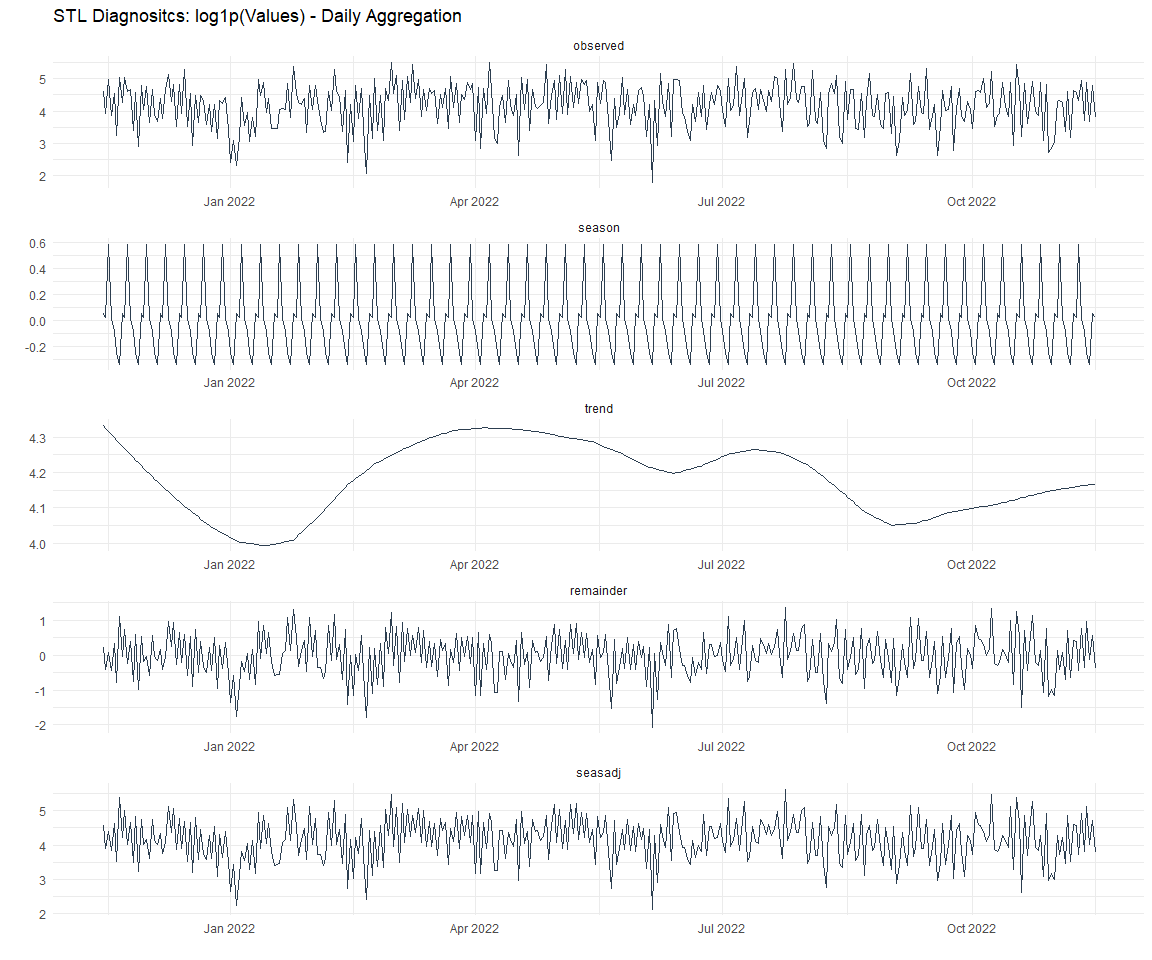 STL Diagnositcs: log1p(Values) - Daily Aggregation
observed
5
4
3
2
Jan 2022 Apr 2022 Jul 2022 Oct 2022
season
0.6
0.4
0.2
0.0
-0.2
Jan 2022 Apr 2022 Jul 2022 Oct 2022
trend
4.3
4.2
4.1
4.0
Jan 2022 Apr 2022 Jul 2022 Oct 2022
remainder
1
0
-1
-2
Jan 2022 Apr 2022 Jul 2022 Oct 2022
seasadj
5
4
3
2
Jan 2022 Apr 2022 Jul 2022 Oct 2022